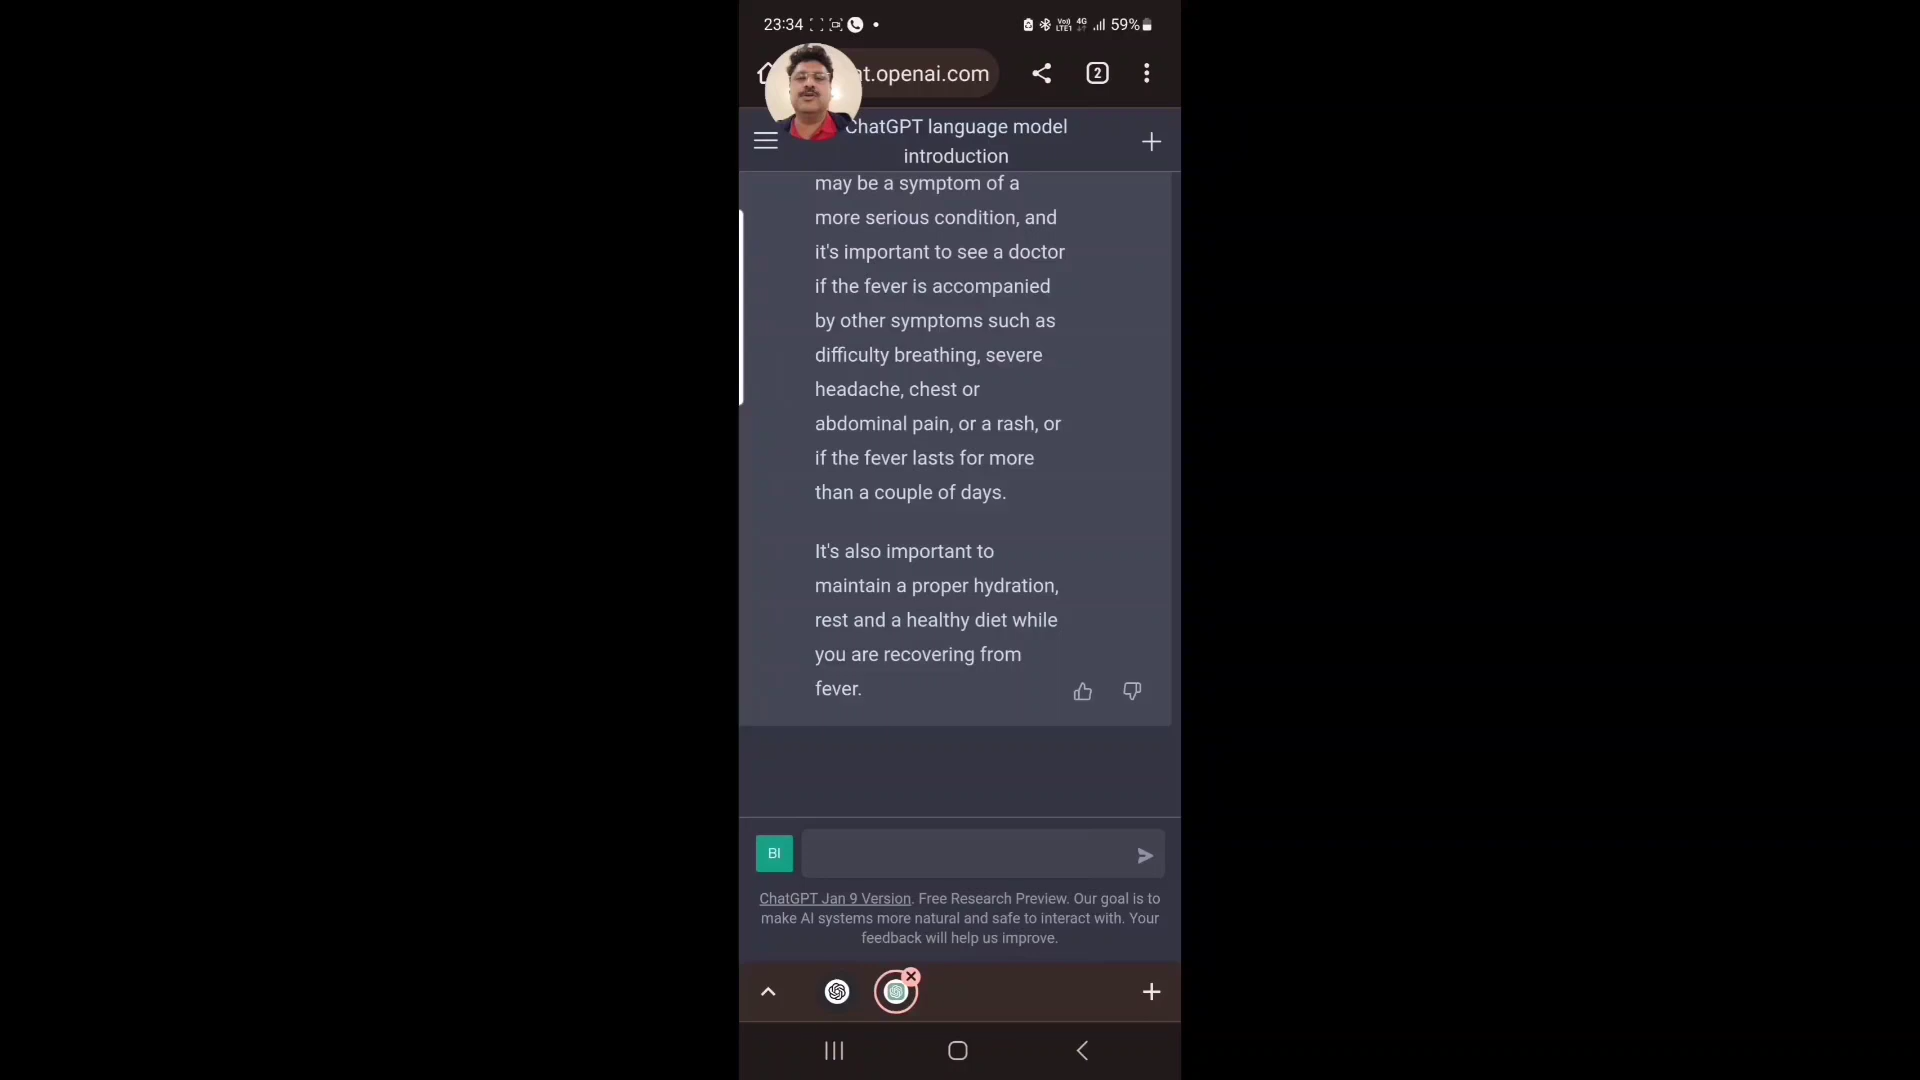 23:34
Vo)) 4G
LTE1
59%
at.openai.com
2
ChatGPT language model
introduction
may be a symptom of a
more serious condition, and
it's important to see a doctor
if the fever is accompanied
by other symptoms such as
difficulty breathing, severe
headache, chest or
abdominal pain, or a rash, or
if the fever lasts for more
than a couple of days.
It's also important to
maintain a proper hydration,
rest and a healthy diet while
you are recovering from
fever.
BI
ChatGPT Jan 9 Version. Free Research Preview. Our goal is to
make AI systems more natural and safe to interact with. Your
feedback will help us improve.